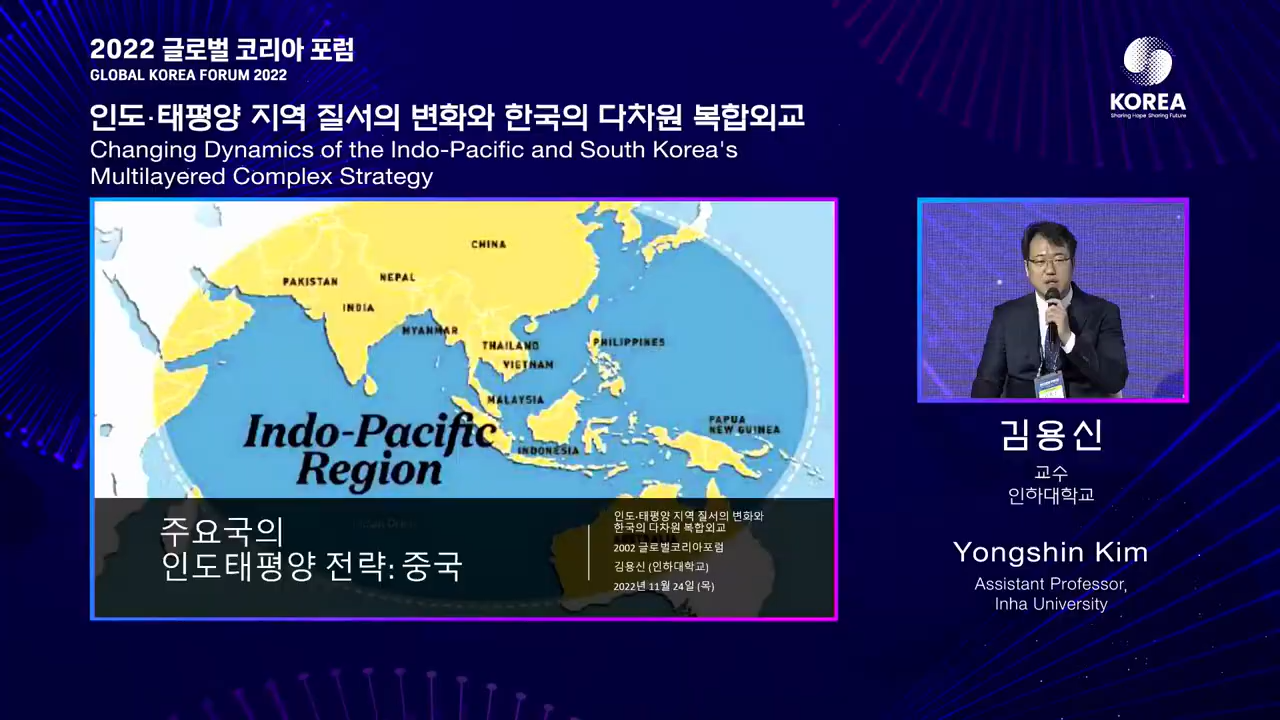 2022 글로벌 코리아 포럼
GLOBAL KOREA FORUM 2022
KOREA
Sharing Hope Sharing Future
인도·태평양 지역 질서의 변화와 한국의 다차원 복합외교
Changing Dynamics of the Indo-Pacific and South Korea's
Multilayered Complex Strategy
CHINA
PAKISTAN
NEPAL
INDIA
MYANMAR
THAILAND
PHILIPPINES
VIETNAM
MALAYSIA
PAPUA
NEW GUINEA
INDONESIA
Indo-Pacific
Region
AUSTRALIA
주요국의
인도태평양 전략: 중국
인도·태평양 지역 질서의 변화와
한국의 다차원 복합외교
2002 글로벌코리아포럼
김용신 (인하대학교)
2022년 11월 24일 (목)
김용신
교수
인하대학교
Yongshin Kim
Assistant Professor,
Inha University